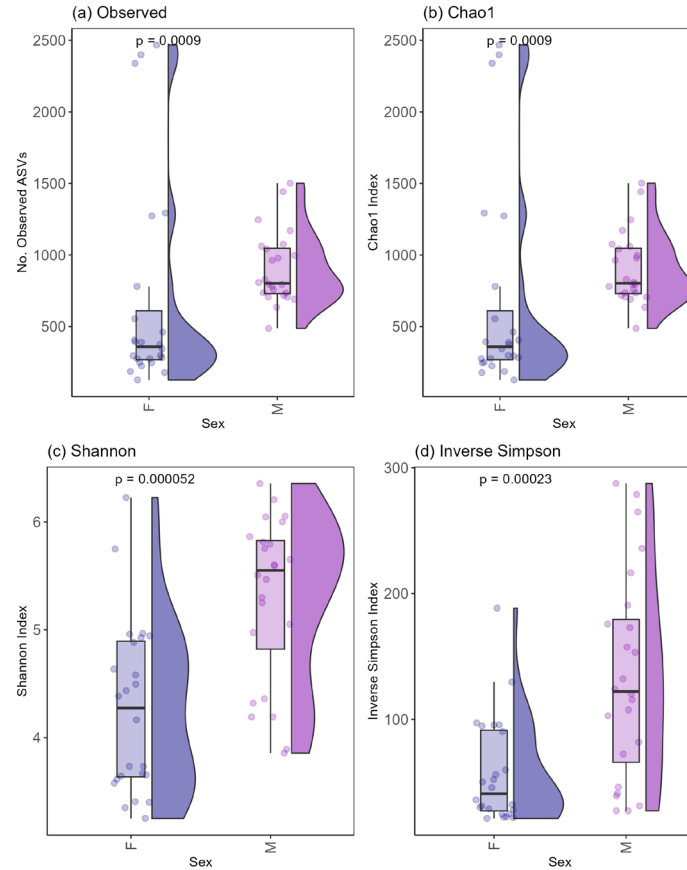 (a) Observed
p = 0.0009
2500
2000
1500
1000
500
No. Observed ASVs
F
M
Sex
(b) Chao1
p = 0.0009
2500
2000
1500
1000
500
Chao1 Index
F
M
Sex
(c) Shannon
p = 0.000052
6
5
4
Shannon Index
F
M
Sex
(d) Inverse Simpson
p = 0.00023
300
200
100
Inverse Simpson Index
F
M
Sex